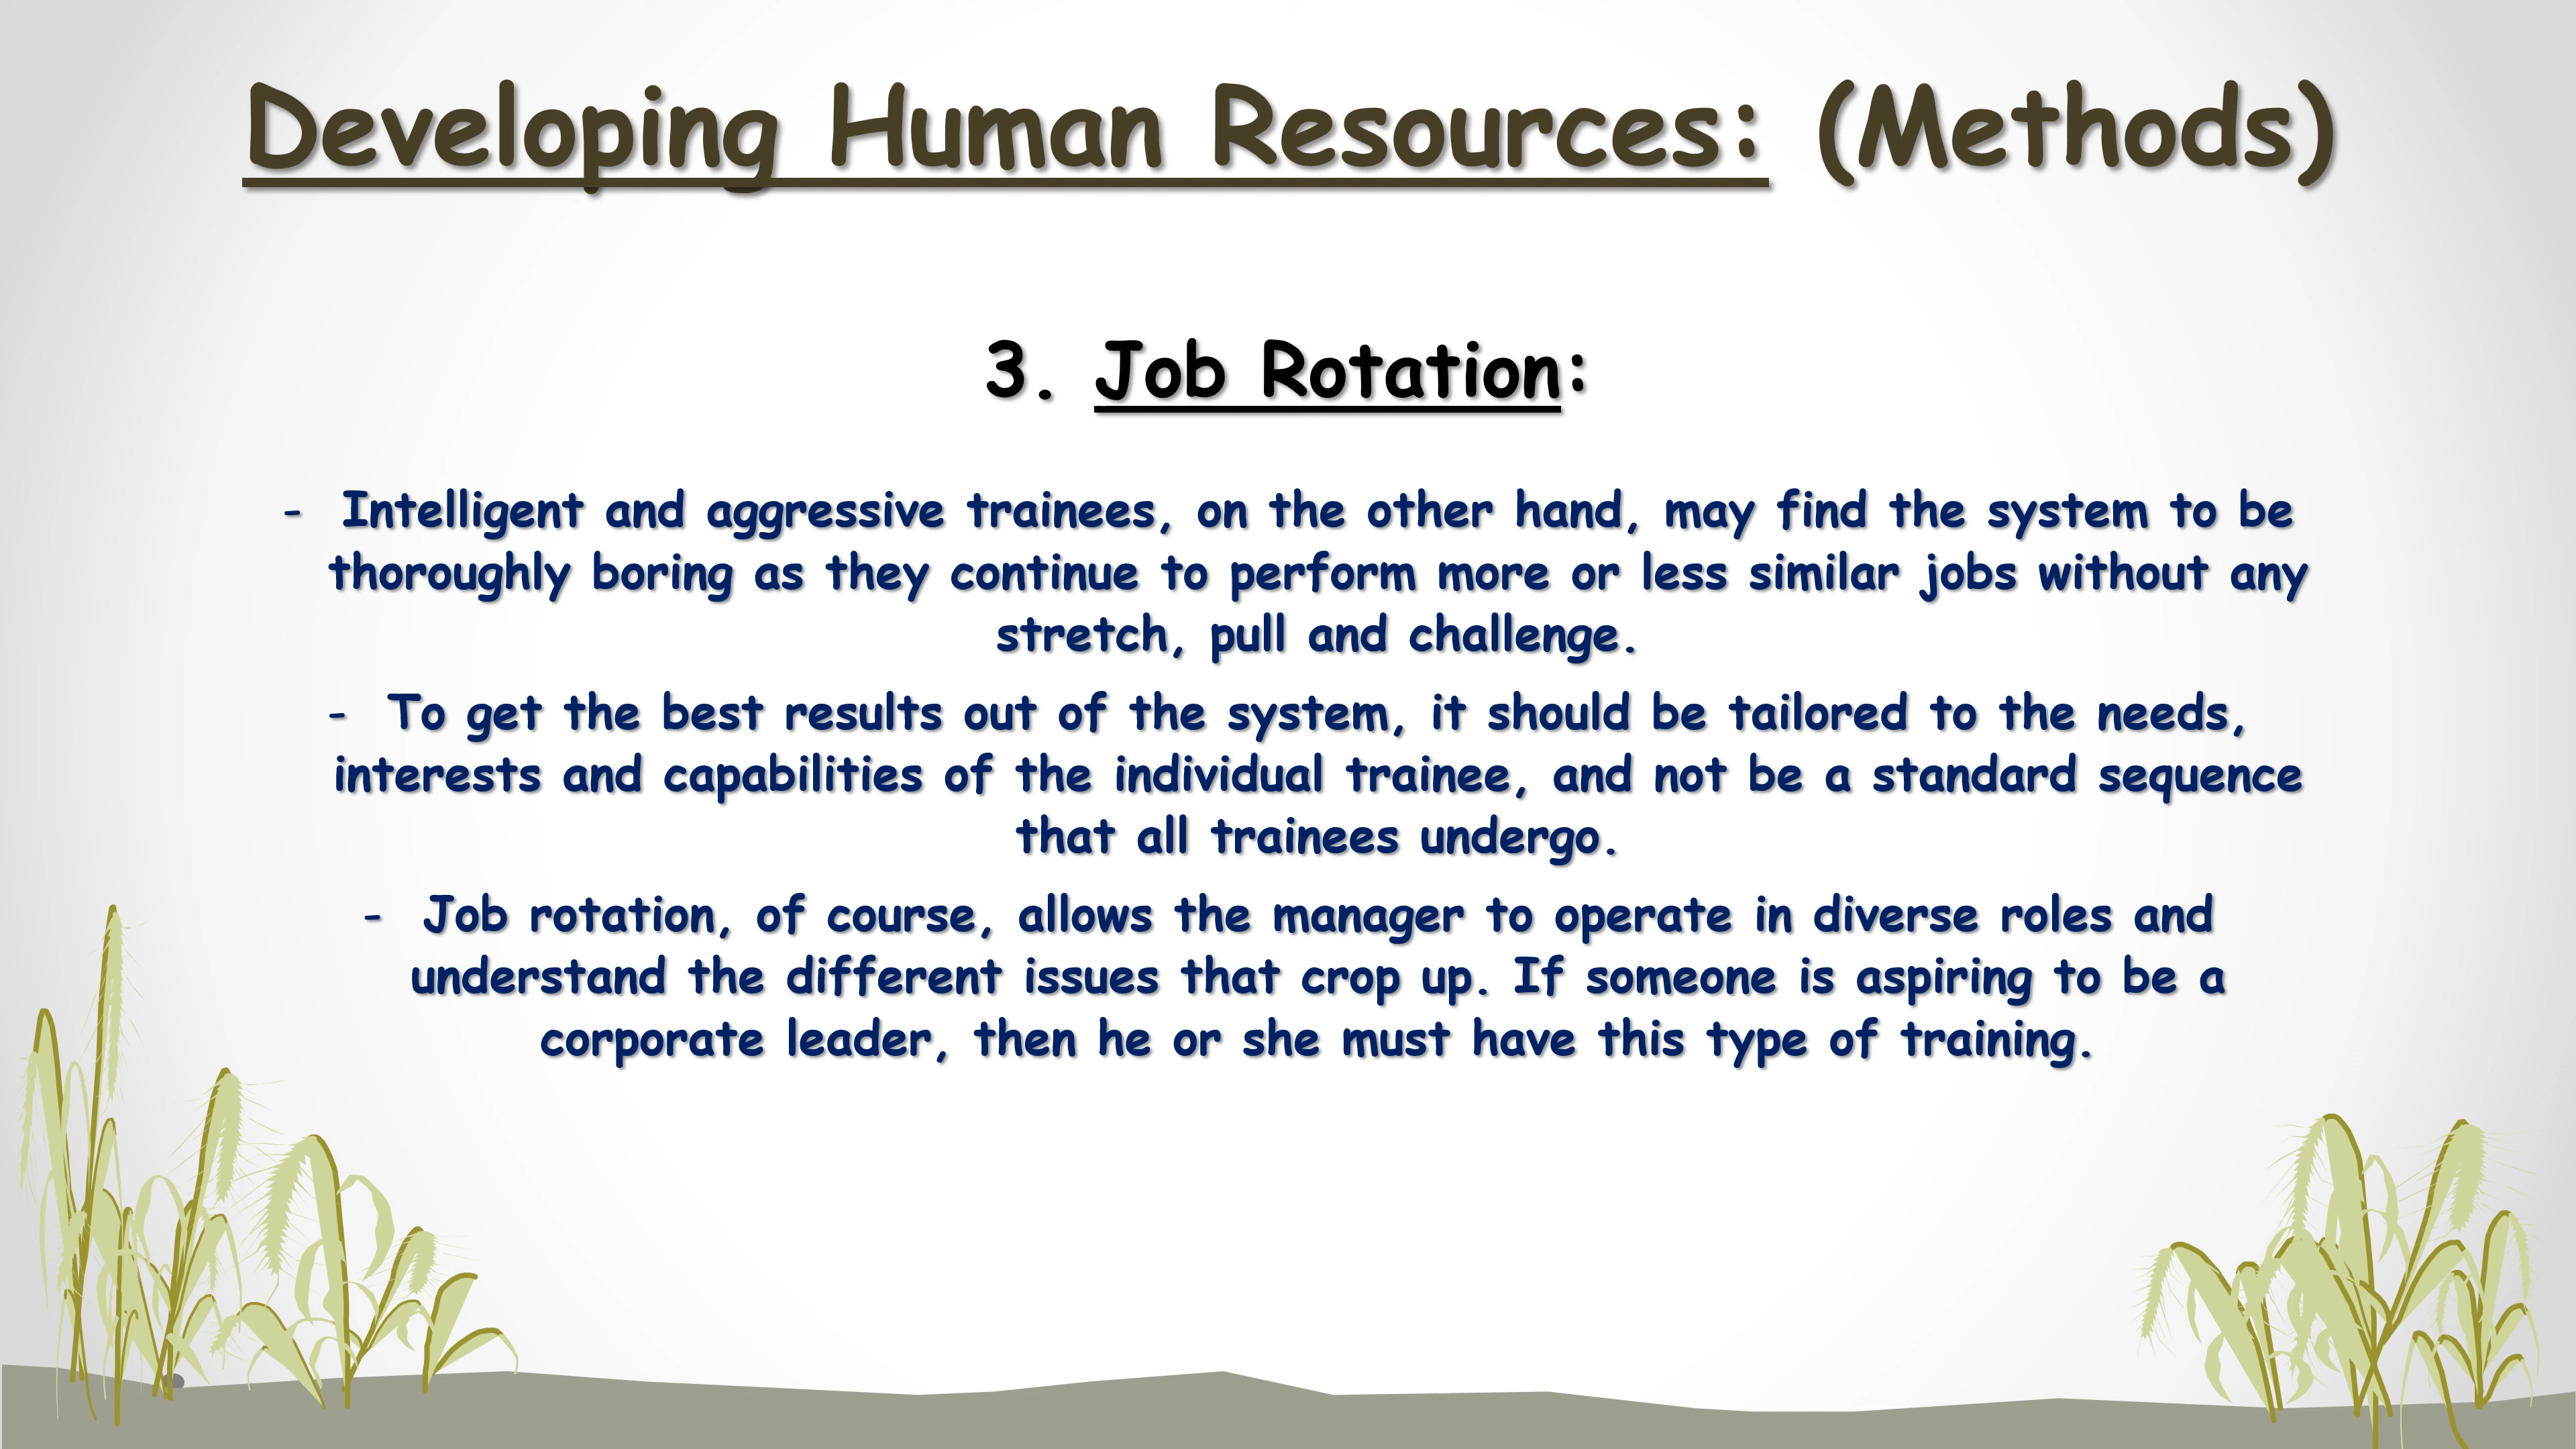 Developing Human Resources: (Methods)
3. Job Rotation:
- Intelligent and aggressive trainees, on the other hand, may find the system to be
thoroughly boring as they continue to perform more or less similar jobs without any
stretch, pull and challenge.
- To get the best results out of the system, it should be tailored to the needs,
interests and capabilities of the individual trainee, and not be a standard sequence
that all trainees undergo.
- Job rotation, of course, allows the manager to operate in diverse roles and
understand the different issues that crop up. If someone is aspiring to be a
corporate leader, then he or she must have this type of training.